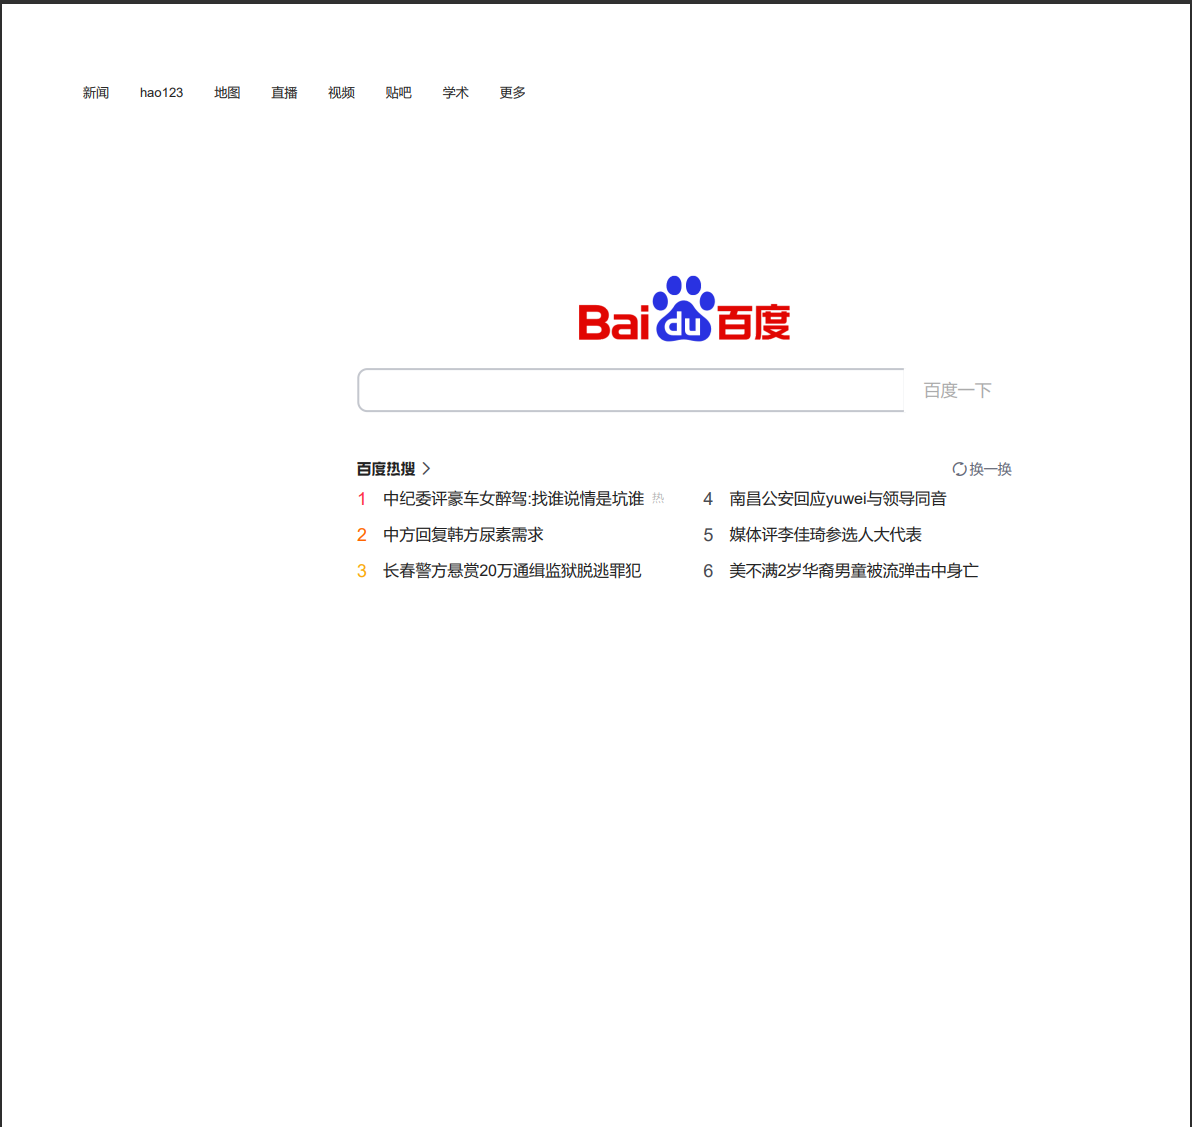 新闻 hao123 地图 直播 视频 贴吧 学术 更多
Bai du 百度
百度一下
百度热搜 换一换
1 中纪委评豪车女醉驾:找谁说情是坑谁 热
4 南昌公安回应yuwei与领导同音
2 中方回复韩方尿素需求
5 媒体评李佳琦参选人大代表
3 长春警方悬赏20万通缉监狱脱逃罪犯
6 美不满2岁华裔男童被流弹击中身亡